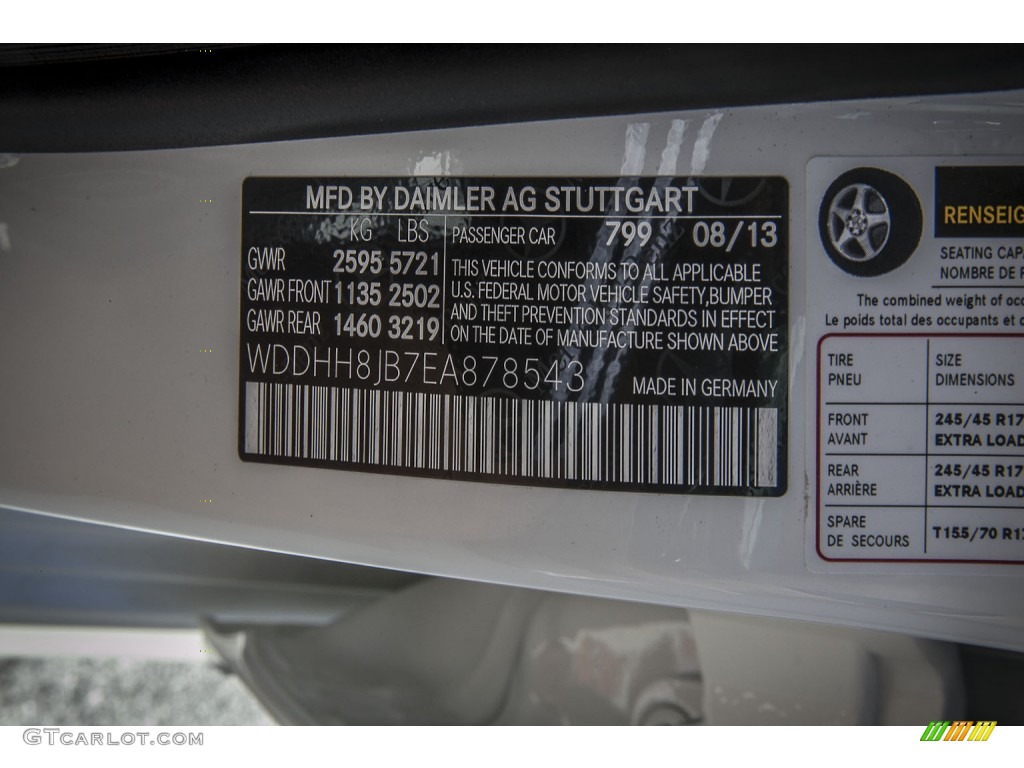 MFD BY DAIMLER AG STUTTGART
KG LBS
GVWR 2595 5721
GAWR FRONT 1135 2502
GAWR REAR 1460 3219
PASSENGER CAR 799 08/13
THIS VEHICLE CONFORMS TO ALL APPLICABLE
U.S. FEDERAL MOTOR VEHICLE SAFETY,BUMPER
AND THEFT PREVENTION STANDARDS IN EFFECT
ON THE DATE OF MANUFACTURE SHOWN ABOVE
WDDHH8JB7EA878543
MADE IN GERMANY
RENSEIG
SEATING CAPA
NOMBRE DE P
The combined weight of occ
Le poids total des occupants et c
TIRE SIZE
PNEU DIMENSIONS
FRONT 245/45 R17
AVANT EXTRA LOAD
REAR 245/45 R17
ARRIÈRE EXTRA LOAD
SPARE
DE SECOURS T155/70 R17
GTCARLOT.COM